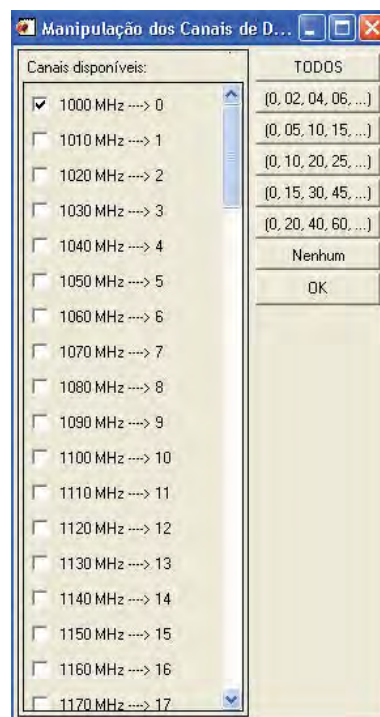 Manipulação dos Canais de D...
Canais disponíveis:
1000 MHz ----> 0
1010 MHz ----> 1
1020 MHz ----> 2
1030 MHz ----> 3
1040 MHz ----> 4
1050 MHz ----> 5
1060 MHz ----> 6
1070 MHz ----> 7
1080 MHz ----> 8
1090 MHz ----> 9
1100 MHz ----> 10
1110 MHz ----> 11
1120 MHz ----> 12
1130 MHz ----> 13
1140 MHz ----> 14
1150 MHz ----> 15
1160 MHz ----> 16
1170 MHz ----> 17
TODOS
(0, 02, 04, 06, ...)
(0, 05, 10, 15, ...)
(0, 10, 20, 25, ...)
(0, 15, 30, 45, ...)
(0, 20, 40, 60, ...)
Nenhum
OK